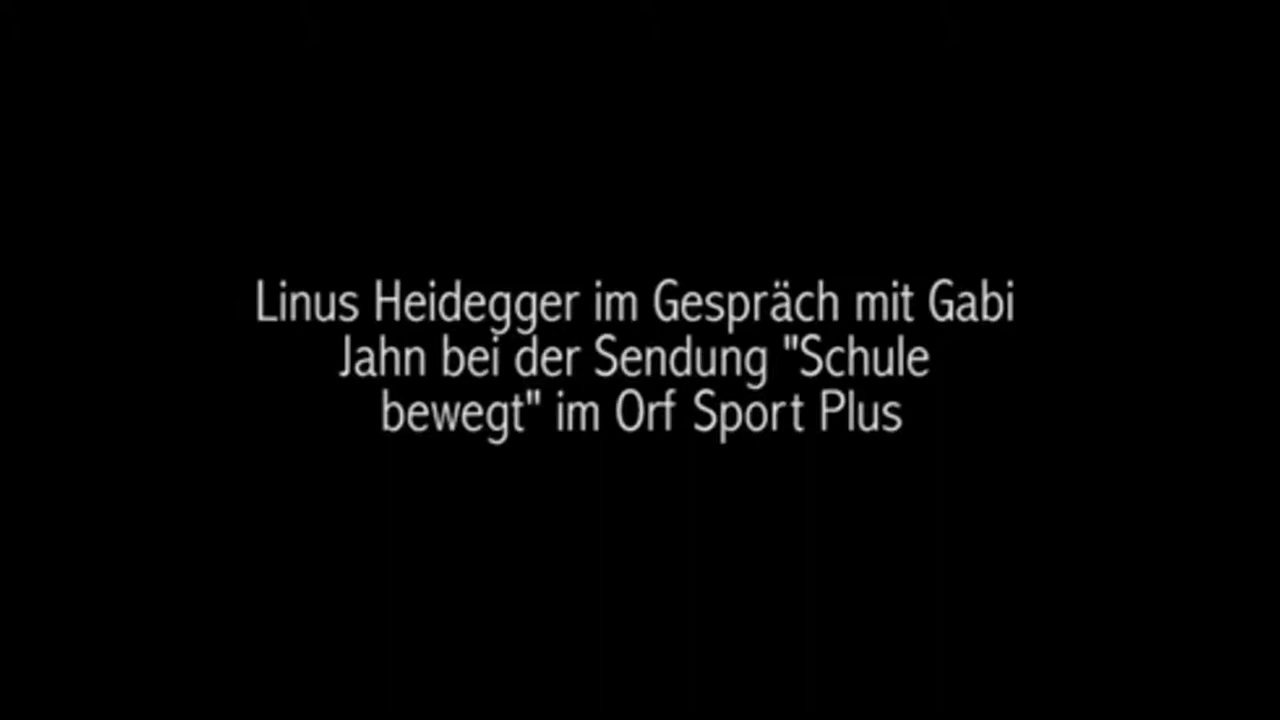 Linus Heidegger im Gespräch mit Gabi
Jahn bei der Sendung "Schule
bewegt" im Orf Sport Plus